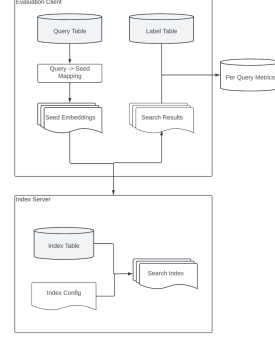 Evaluation Client
Query Table
Label Table
Query -> Seed
Mapping
Per Query Metrics
Seed Embeddings
Search Results
Index Server
Index Table
Search Index
Index Config